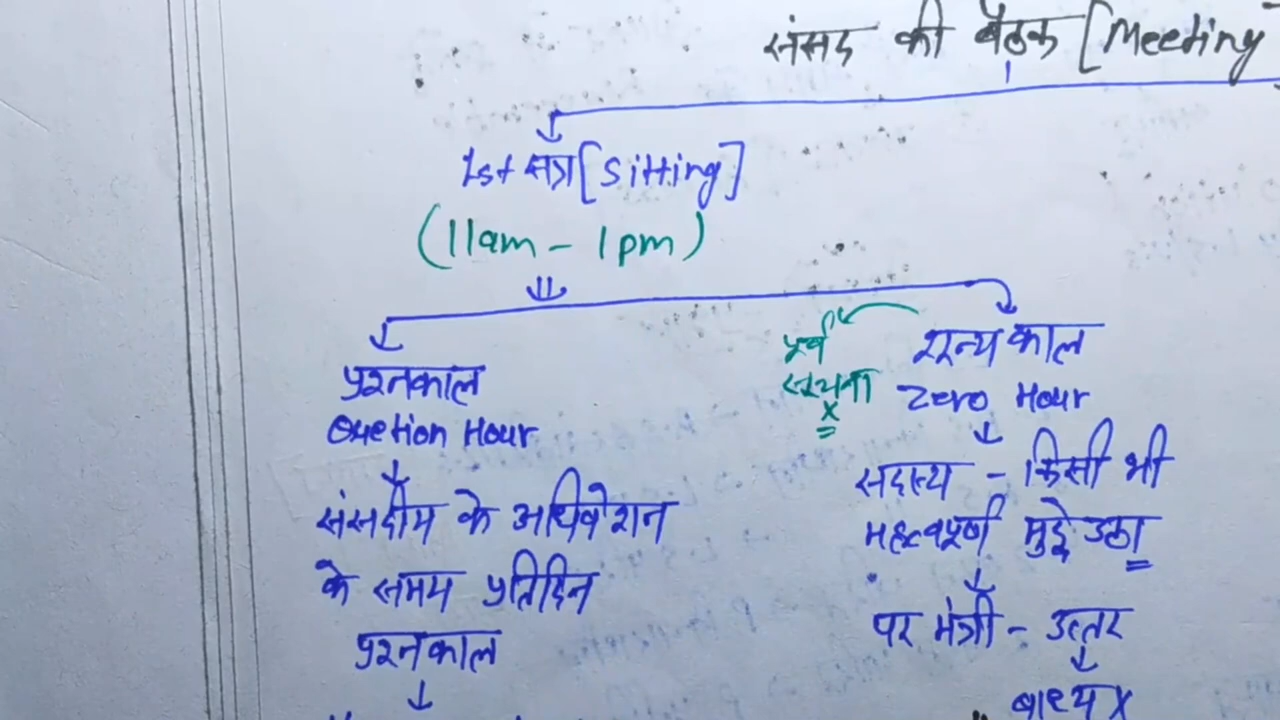 संसद की बैठक [Meeting
1st सत्र [Sitting]
(11am - 1pm)
प्रश्नकाल
Quetion Hour
संसदीय के अधिवेशन
के समय प्रतिदिन
प्रश्नकाल
पूर्व
सूचना
x
शून्यकाल
Zero Hour
सदस्य - किसी भी
महत्वपूर्ण मुद्दे उठा
पर मंत्री - उत्तर
बाध्य x